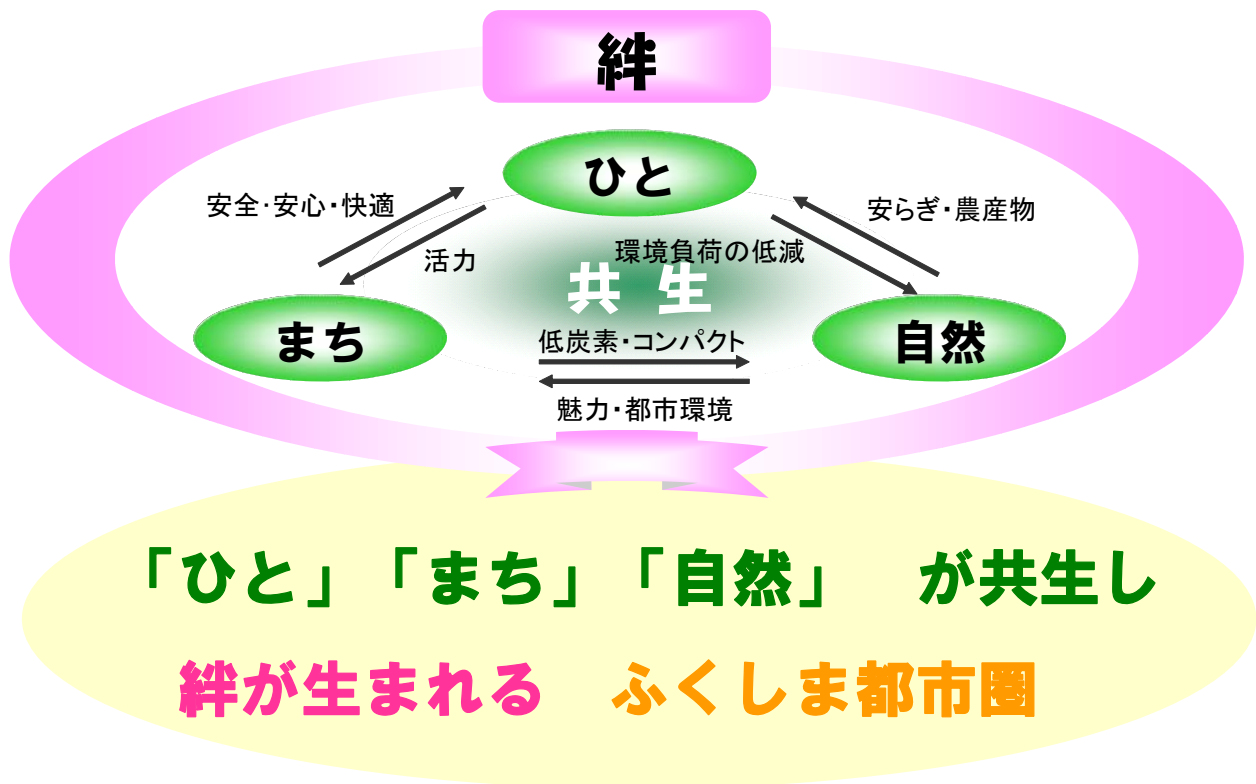 絆
ひと
安全・安心・快適
安らぎ・農産物
活力
環境負荷の低減
共 生
まち
自然
低炭素・コンパクト
魅力・都市環境
「ひと」「まち」「自然」 が共生し
絆が生まれる ふくしま都市圏